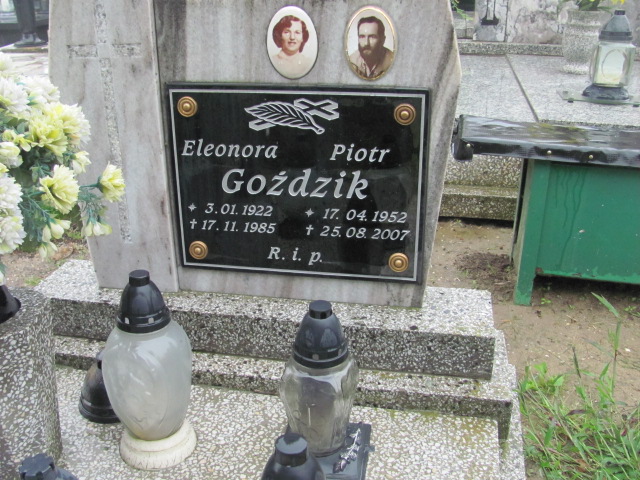 Eleonora Piotr
Goździk
✶ 3.01.1922 ✶ 17.04.1952
† 17.11.1985 † 25.08.2007
R.i.p.